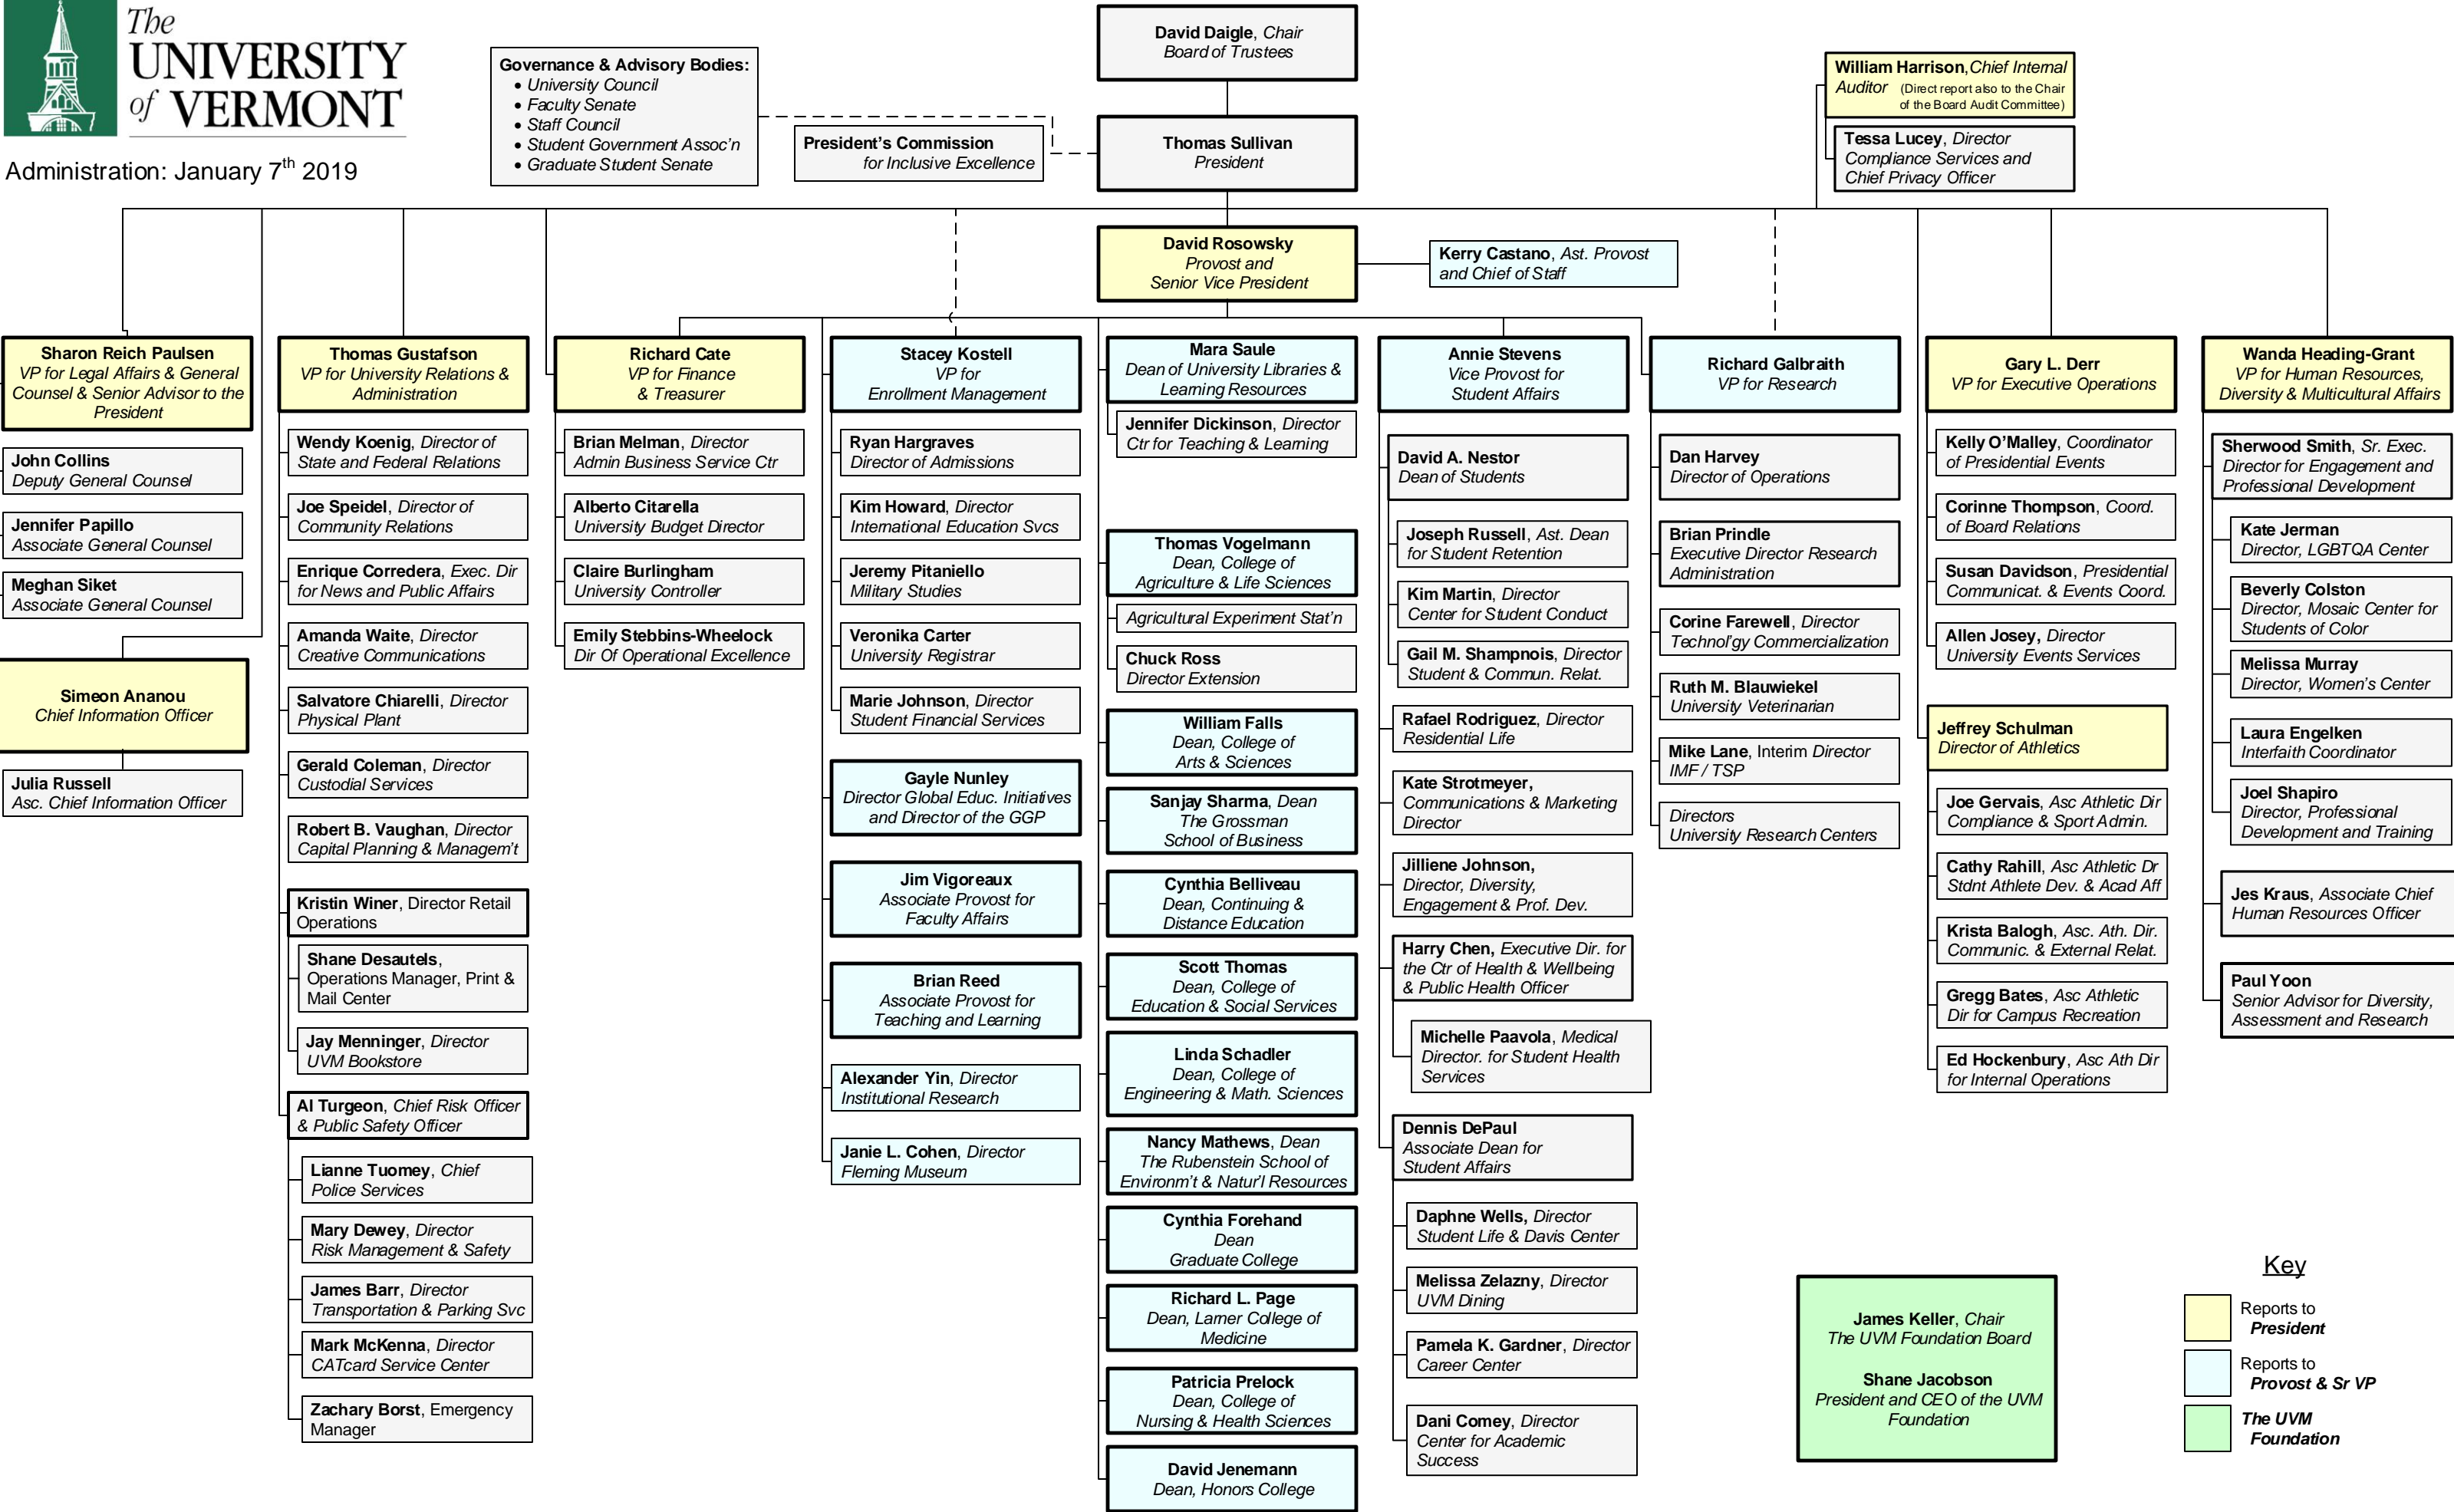 The
UNIVERSITY
of VERMONT
Administration: January 7th 2019
Governance & Advisory Bodies:
• University Council
• Faculty Senate
• Staff Council
• Student Government Assoc'n
• Graduate Student Senate
President's Commission
for Inclusive Excellence
David Daigle, Chair
Board of Trustees
Thomas Sullivan
President
William Harrison,Chief Internal
Auditor (Direct report also to the Chair
of the Board Audit Committee)
Tessa Lucey, Director
Compliance Services and
Chief Privacy Officer
David Rosowsky
Provost and
Senior Vice President
Kerry Castano, Ast. Provost
and Chief of Staff
Sharon Reich Paulsen
VP for Legal Affairs & General
Counsel & Senior Advisor to the
President
John Collins
Deputy General Counsel
Jennifer Papillo
Associate General Counsel
Meghan Siket
Associate General Counsel
Simeon Ananou
Chief Information Officer
Julia Russell
Asc. Chief Information Officer
Thomas Gustafson
VP for University Relations &
Administration
Wendy Koenig, Director of
State and Federal Relations
Joe Speidel, Director of
Community Relations
Enrique Corredera, Exec. Dir
for News and Public Affairs
Amanda Waite, Director
Creative Communications
Salvatore Chiarelli, Director
Physical Plant
Gerald Coleman, Director
Custodial Services
Robert B. Vaughan, Director
Capital Planning & Managem't
Kristin Winer, Director Retail
Operations
Shane Desautels,
Operations Manager, Print &
Mail Center
Jay Menninger, Director
UVM Bookstore
Al Turgeon, Chief Risk Officer
& Public Safety Officer
Lianne Tuomey, Chief
Police Services
Mary Dewey, Director
Risk Management & Safety
James Barr, Director
Transportation & Parking Svc
Mark McKenna, Director
CATcard Service Center
Zachary Borst, Emergency
Manager
Richard Cate
VP for Finance
& Treasurer
Brian Melman, Director
Admin Business Service Ctr
Alberto Citarella
University Budget Director
Claire Burlingham
University Controller
Emily Stebbins-Wheelock
Dir Of Operational Excellence
Stacey Kostell
VP for
Enrollment Management
Ryan Hargraves
Director of Admissions
Kim Howard, Director
International Education Svcs
Jeremy Pitaniello
Military Studies
Veronika Carter
University Registrar
Marie Johnson, Director
Student Financial Services
Gayle Nunley
Director Global Educ. Initiatives
and Director of the GGP
Jim Vigoreaux
Associate Provost for
Faculty Affairs
Brian Reed
Associate Provost for
Teaching and Learning
Alexander Yin, Director
Institutional Research
Janie L. Cohen, Director
Fleming Museum
Mara Saule
Dean of University Libraries &
Learning Resources
Jennifer Dickinson, Director
Ctr for Teaching & Learning
Thomas Vogelmann
Dean, College of
Agriculture & Life Sciences
Agricultural Experiment Stat'n
Chuck Ross
Director Extension
William Falls
Dean, College of
Arts & Sciences
Sanjay Sharma, Dean
The Grossman
School of Business
Cynthia Belliveau
Dean, Continuing &
Distance Education
Scott Thomas
Dean, College of
Education & Social Services
Linda Schadler
Dean, College of
Engineering & Math. Sciences
Nancy Mathews, Dean
The Rubenstein School of
Environm't & Natur'l Resources
Cynthia Forehand
Dean
Graduate College
Richard L. Page
Dean, Larner College of
Medicine
Patricia Prelock
Dean, College of
Nursing & Health Sciences
David Jenemann
Dean, Honors College
Annie Stevens
Vice Provost for
Student Affairs
David A. Nestor
Dean of Students
Joseph Russell, Ast. Dean
for Student Retention
Kim Martin, Director
Center for Student Conduct
Gail M. Shampnois, Director
Student & Commun. Relat.
Rafael Rodriguez, Director
Residential Life
Kate Strotmeyer,
Communications & Marketing
Director
Jilliene Johnson,
Director, Diversity,
Engagement & Prof. Dev.
Harry Chen, Executive Dir. for
the Ctr of Health & Wellbeing
& Public Health Officer
Michelle Paavola, Medical
Director. for Student Health
Services
Dennis DePaul
Associate Dean for
Student Affairs
Daphne Wells, Director
Student Life & Davis Center
Melissa Zelazny, Director
UVM Dining
Pamela K. Gardner, Director
Career Center
Dani Comey, Director
Center for Academic
Success
Richard Galbraith
VP for Research
Dan Harvey
Director of Operations
Brian Prindle
Executive Director Research
Administration
Corine Farewell, Director
Technol'gy Commercialization
Ruth M. Blauwiekel
University Veterinarian
Mike Lane, Interim Director
IMF / TSP
Directors
University Research Centers
Gary L. Derr
VP for Executive Operations
Kelly O'Malley, Coordinator
of Presidential Events
Corinne Thompson, Coord.
of Board Relations
Susan Davidson, Presidential
Communicat. & Events Coord.
Allen Josey, Director
University Events Services
Jeffrey Schulman
Director of Athletics
Joe Gervais, Asc Athletic Dir
Compliance & Sport Admin.
Cathy Rahill, Asc Athletic Dr
Stdnt Athlete Dev. & Acad Aff
Krista Balogh, Asc. Ath. Dir.
Communic. & External Relat.
Gregg Bates, Asc Athletic
Dir for Campus Recreation
Ed Hockenbury, Asc Ath Dir
for Internal Operations
Wanda Heading-Grant
VP for Human Resources,
Diversity & Multicultural Affairs
Sherwood Smith, Sr. Exec.
Director for Engagement and
Professional Development
Kate Jerman
Director, LGBTQA Center
Beverly Colston
Director, Mosaic Center for
Students of Color
Melissa Murray
Director, Women's Center
Laura Engelken
Interfaith Coordinator
Joel Shapiro
Director, Professional
Development and Training
Jes Kraus, Associate Chief
Human Resources Officer
Paul Yoon
Senior Advisor for Diversity,
Assessment and Research
James Keller, Chair
The UVM Foundation Board
Shane Jacobson
President and CEO of the UVM
Foundation
Key
Reports to
President
Reports to
Provost & Sr VP
The UVM
Foundation